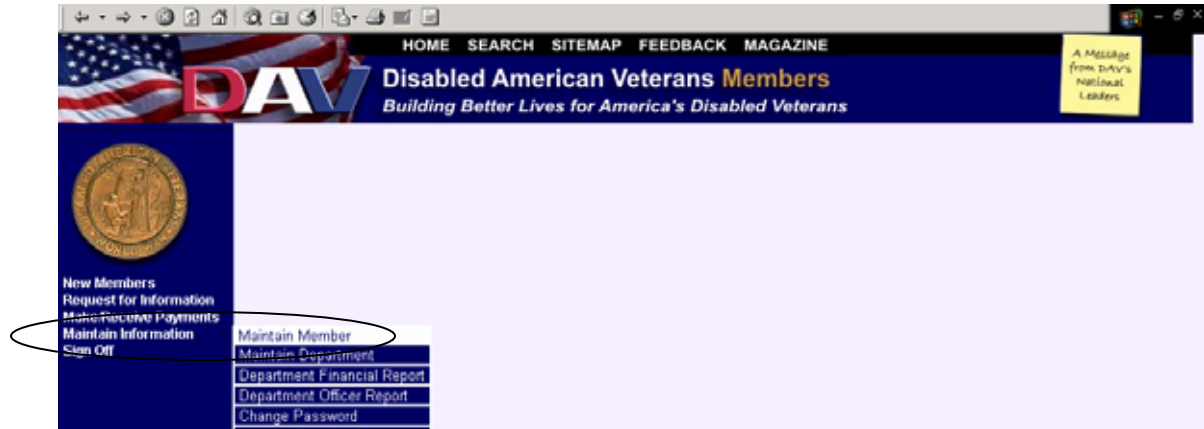 HOME SEARCH SITEMAP FEEDBACK MAGAZINE
A Message
from DAV's
National
Leaders
DAV
Disabled American Veterans Members
Building Better Lives for America's Disabled Veterans
New Members
Request for Information
Make/Receive Payments
Maintain Information
Sign Off
Maintain Member
Maintain Department
Department Financial Report
Department Officer Report
Change Password